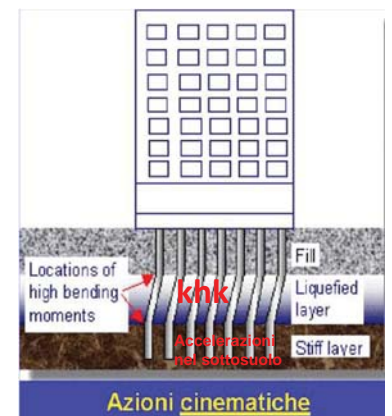 Fill
Locations of
high bending
moments
khk
Liquefied
layer
Accelerazioni
nel sottosuolo
Stiff layer
Azioni cinematiche